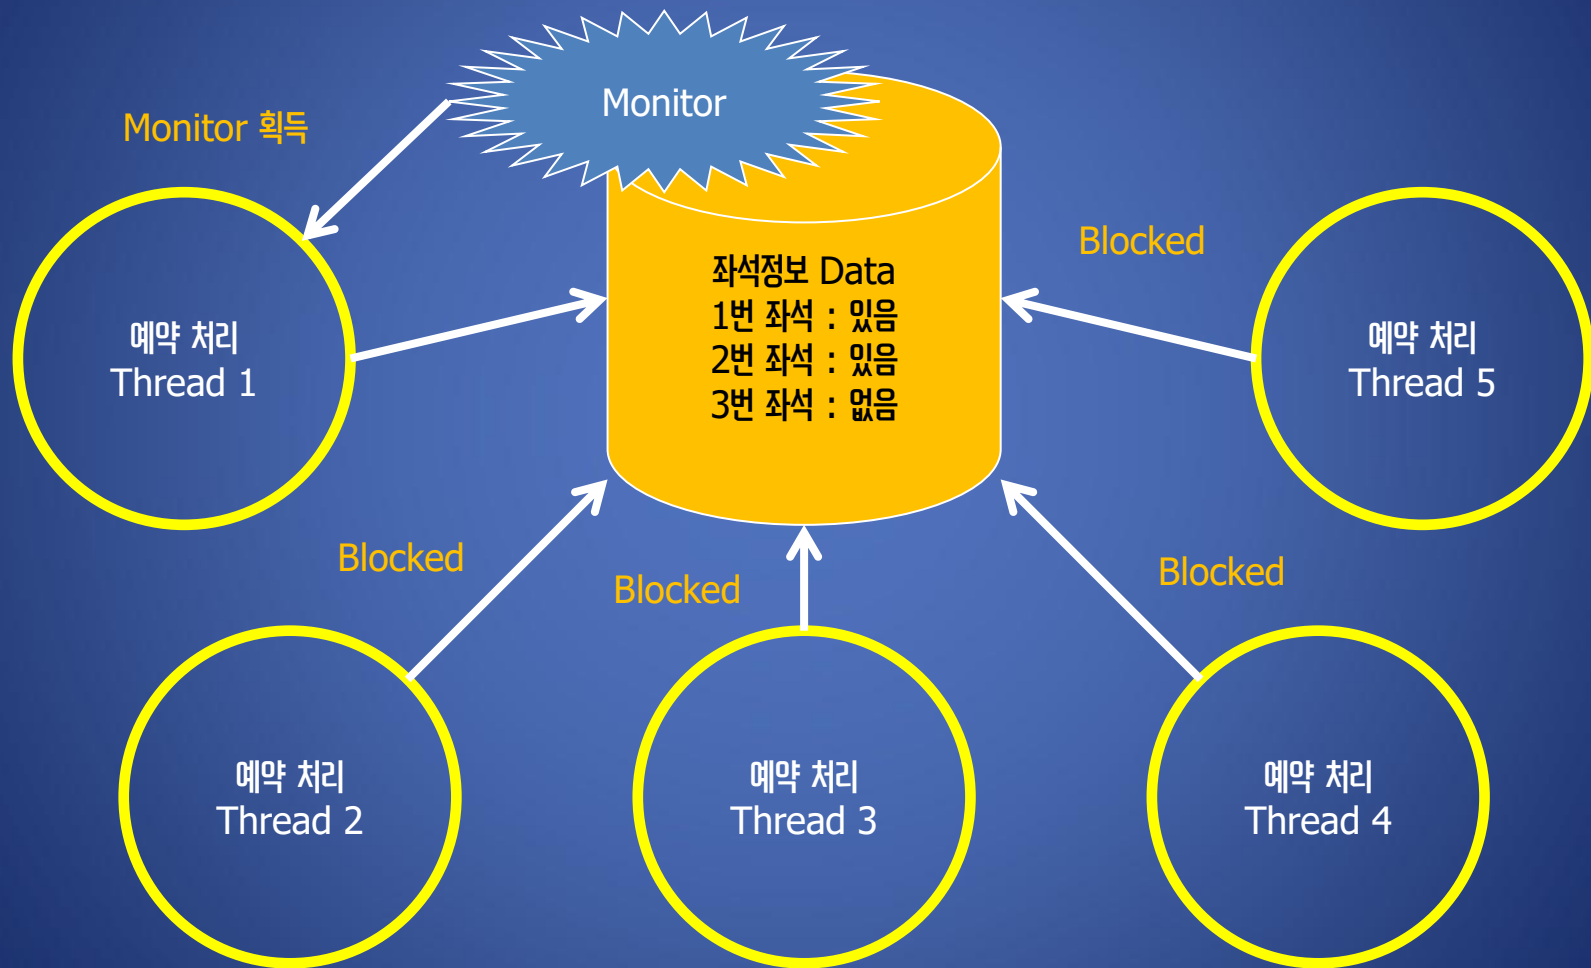 Monitor
Monitor 획득
Blocked
좌석정보 Data
1번 좌석 : 있음
2번 좌석 : 있음
3번 좌석 : 없음
예약 처리
Thread 1
예약 처리
Thread 5
Blocked
Blocked
Blocked
예약 처리
Thread 2
예약 처리
Thread 3
예약 처리
Thread 4